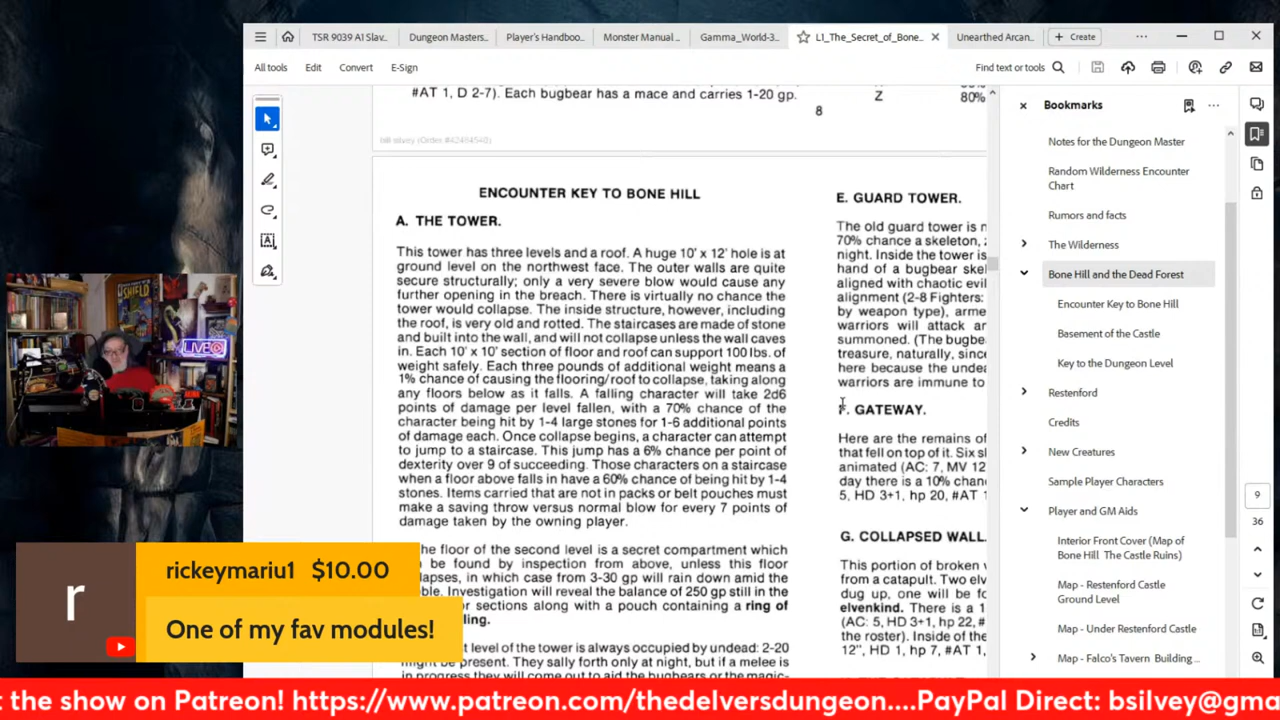 TSR 9039 A1 Slav..
Dungeon Masters..
Player's Handboo...
Monster Manual ...
Gamma_World-3...
L1_The_Secret_of_Bone...
Unearthed Arcan..
Create
All tools
Edit
Convert
E-Sign
Find text or tools
#AT 1, D 2-7). Each bugbear has a mace and carries 1-20 gp.
Z
80%
8
bill silvey (Order #42484540)
ENCOUNTER KEY TO BONE HILL
A. THE TOWER.
This tower has three levels and a roof. A huge 10' x 12' hole is at
ground level on the northwest face. The outer walls are quite
secure structurally; only a very severe blow would cause any
further opening in the breach. There is virtually no chance the
tower would collapse. The inside structure, however, including
the roof, is very old and rotted. The staircases are made of stone
and built into the wall, and will not collapse unless the wall caves
in. Each 10' x 10' section of floor and roof can support 100 lbs. of
weight safely. Each three pounds of additional weight means a
1% chance of causing the flooring/roof to collapse, taking along
any floors below as it falls. A falling character will take 2d6
points of damage per level fallen, with a 70% chance of the
character being hit by 1-4 large stones for 1-6 additional points
of damage each. Once collapse begins, a character can attempt
to jump to a staircase. This jump has a 6% chance per point of
dexterity over 9 of succeeding. Those characters on a staircase
when a floor above falls in have a 60% chance of being hit by 1-4
stones. Items carried that are not in packs or belt pouches must
make a saving throw versus normal blow for every 7 points of
damage taken by the owning player.
he floor of the second level is a secret compartment which
be found by inspection from above, unless this floor
lapses, in which case from 3-30 gp will rain down amid the
ble. Investigation will reveal the balance of 250 gp still in the
or sections along with a pouch containing a ring of
ling.
t level of the tower is always occupied by undead: 2-20
might be present. They sally forth only at night, but if a melee is
in progress they will come out to aid the bugbears or the magic-
E. GUARD TOWER.
The old guard tower is n
70% chance a skeleton, z
night. Inside the tower is
hand of a bugbear skel
aligned with chaotic evil
alignment (2-8 Fighters:
by weapon type), arme
warriors will attack an
summoned. (The bugbe
treasure, naturally, since
here because the undea
warriors are immune to
F. GATEWAY.
Here are the remains of
that fell on top of it. Six s
animated (AC: 7, MV 12
day there is a 10% chanc
5, HD 3+1, hp 20, #AT 1
G. COLLAPSED WALL.
This portion of broken v
from a catapult. Two elv
dug up, one will be fo
elvenkind. There is a 1
(AC: 5, HD 3+1, hp 22, #
the roster). Inside of the
12", HD 1, hp 7, #AT 1,
Bookmarks
Notes for the Dungeon Master
Random Wilderness Encounter
Chart
Rumors and facts
The Wilderness
Bone Hill and the Dead Forest
Encounter Key to Bone Hill
Basement of the Castle
Key to the Dungeon Level
Restenford
Credits
New Creatures
Sample Player Characters
Player and GM Aids
Interior Front Cover (Map of
Bone Hill The Castle Ruins)
Map - Restenford Castle
Ground Level
Map - Under Restenford Castle
Map - Falco's Tavern Building ...
9
36
LIVE
SHIELD
r
rickeymariu1 $10.00
One of my fav modules!
t the show on Patreon! https://www.patreon.com/thedelversdungeon....PayPal Direct: bsilvey@gma